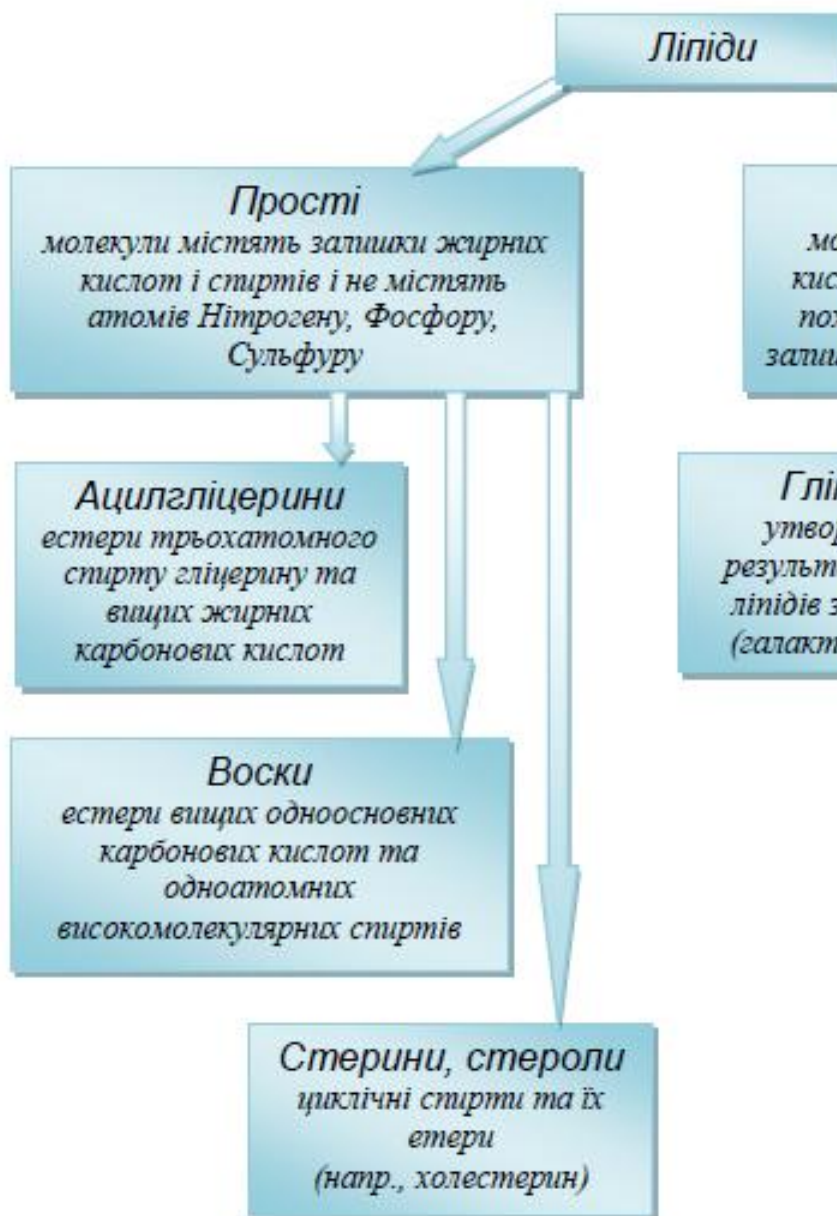 Ліпіди
Прості
молекули містять залишки жирних
кислот і спиртів і не містять
атомів Нітрогену, Фосфору,
Сульфуру
Ацилгліцерини
естери трьохатомного
спирту гліцерину та
вищих жирних
карбонових кислот
Воски
естери вищих одноосновних
карбонових кислот та
одноатомних
високомолекулярних спиртів
Стерини, стероли
циклічні спирти та їх
етери
(напр., холестерин)
ліпідів з